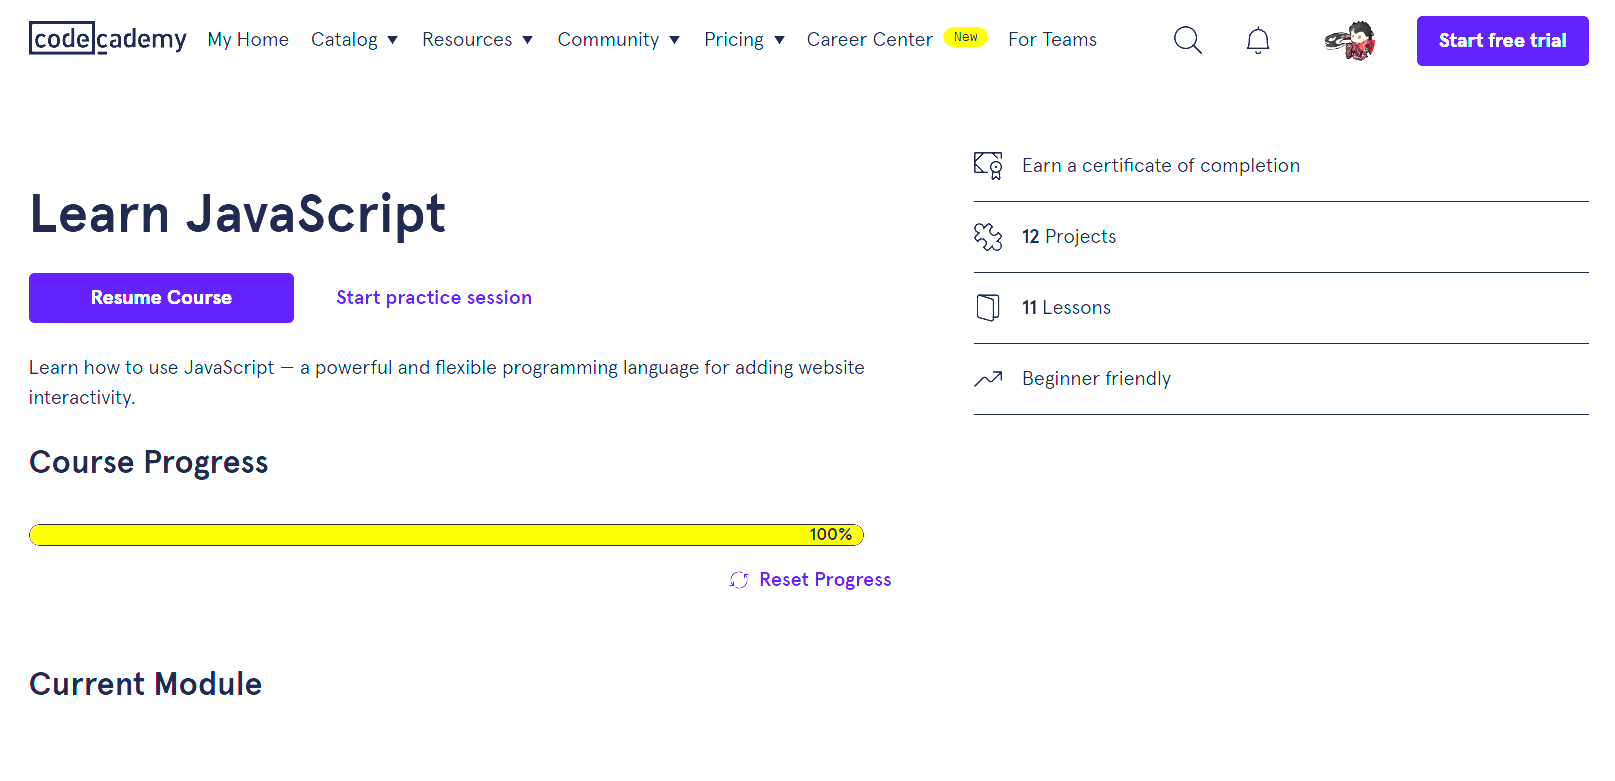 codecademy My Home Catalog ▼ Resources ▼ Community ▼ Pricing ▼ Career Center New For Teams Start free trial
Learn JavaScript
Resume Course Start practice session
Learn how to use JavaScript — a powerful and flexible programming language for adding website
interactivity.
Course Progress
100%
Reset Progress
Current Module
Earn a certificate of completion
12 Projects
11 Lessons
Beginner friendly